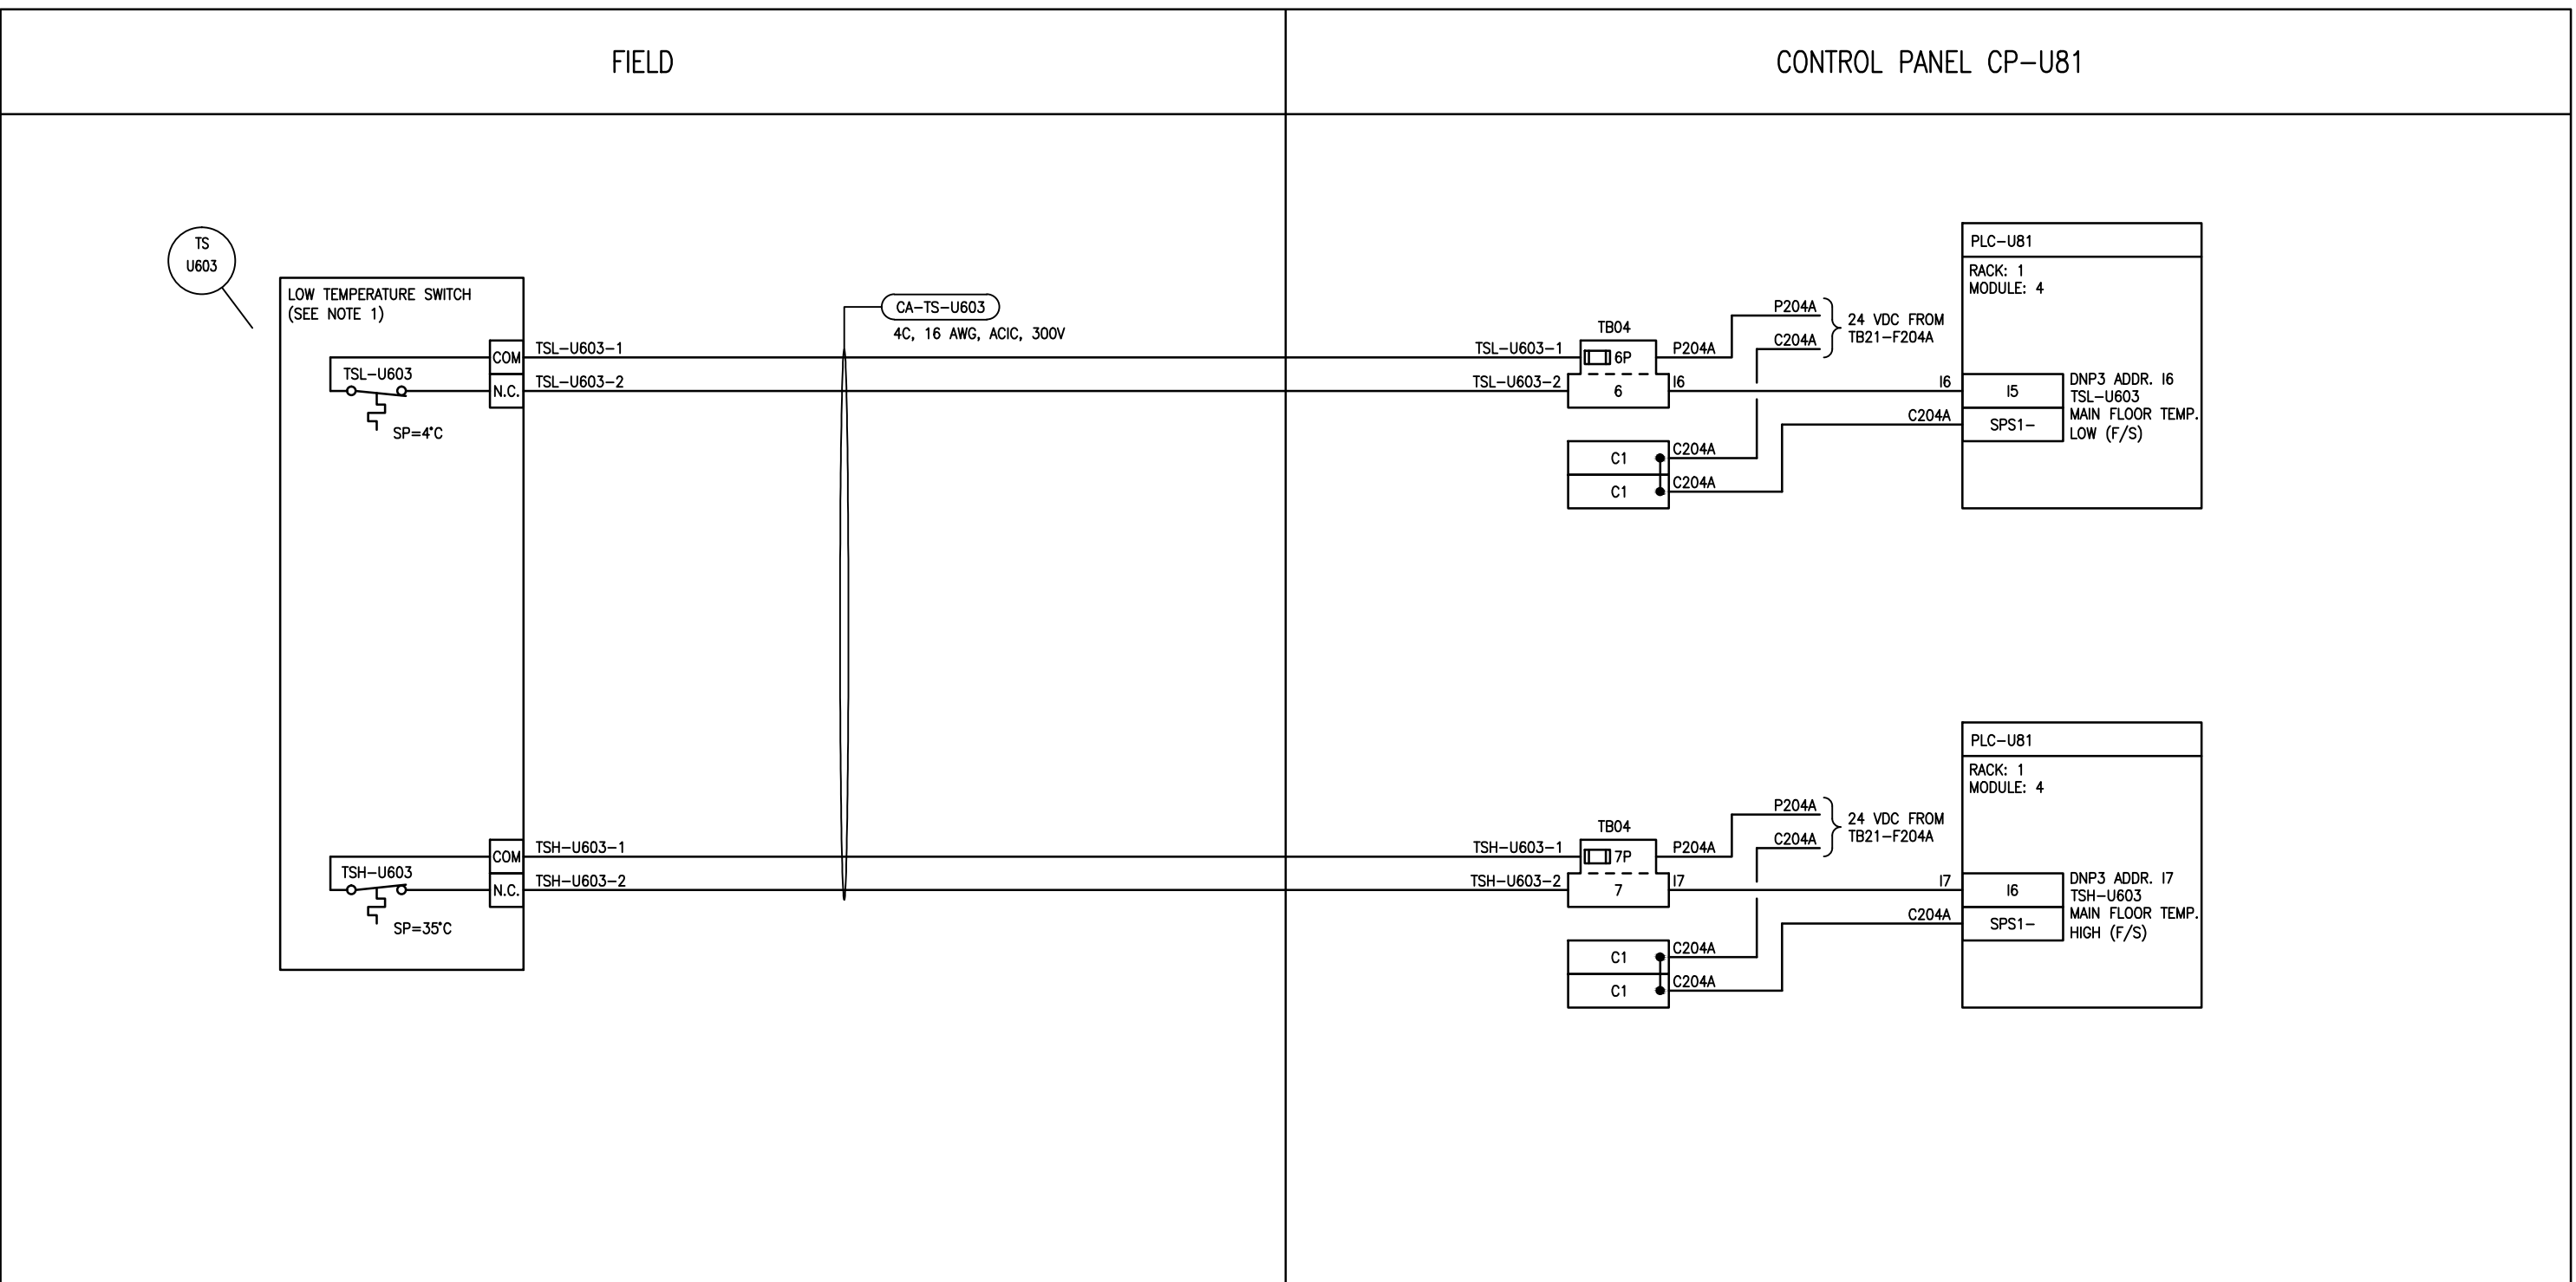 FIELD
CONTROL PANEL CP-U81
TS
U603
LOW TEMPERATURE SWITCH
(SEE NOTE 1)
COM
N.C.
TSL-U603
SP=4°C
TSL-U603-1
TSL-U603-2
CA-TS-U603
4C, 16 AWG, ACIC, 300V
TSL-U603-1
TSL-U603-2
TB04
6P
6
P204A
I6
C1
C1
C204A
C204A
P204A
C204A
24 VDC FROM
TB21-F204A
I6
C204A
PLC-U81
RACK: 1
MODULE: 4
I5
SPS1-
DNP3 ADDR. I6
TSL-U603
MAIN FLOOR TEMP.
LOW (F/S)
COM
N.C.
TSH-U603
SP=35°C
TSH-U603-1
TSH-U603-2
TSH-U603-1
TSH-U603-2
TB04
7P
7
P204A
I7
C1
C1
C204A
C204A
P204A
C204A
24 VDC FROM
TB21-F204A
I7
C204A
PLC-U81
RACK: 1
MODULE: 4
I6
SPS1-
DNP3 ADDR. I7
TSH-U603
MAIN FLOOR TEMP.
HIGH (F/S)